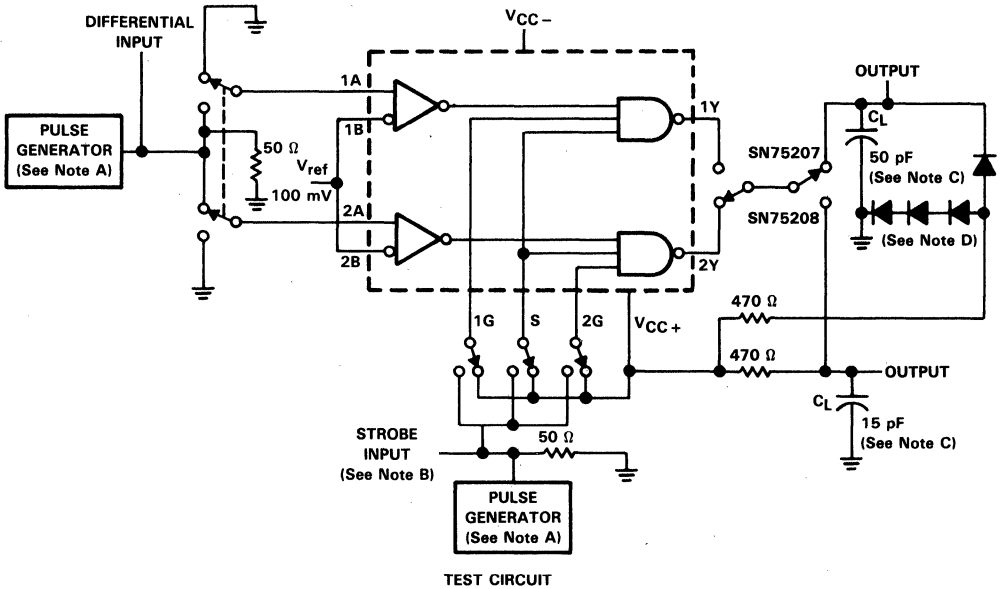 DIFFERENTIAL
INPUT
PULSE
GENERATOR
(See Note A)
50 Ω
Vref
100 mV
VCC−
1A
1B
2A
2B
1Y
2Y
1G
S
2G
VCC+
SN75207
SN75208
OUTPUT
CL
50 pF
(See Note C)
(See Note D)
470 Ω
470 Ω
OUTPUT
CL
15 pF
(See Note C)
STROBE
INPUT
(See Note B)
50 Ω
PULSE
GENERATOR
(See Note A)
TEST CIRCUIT